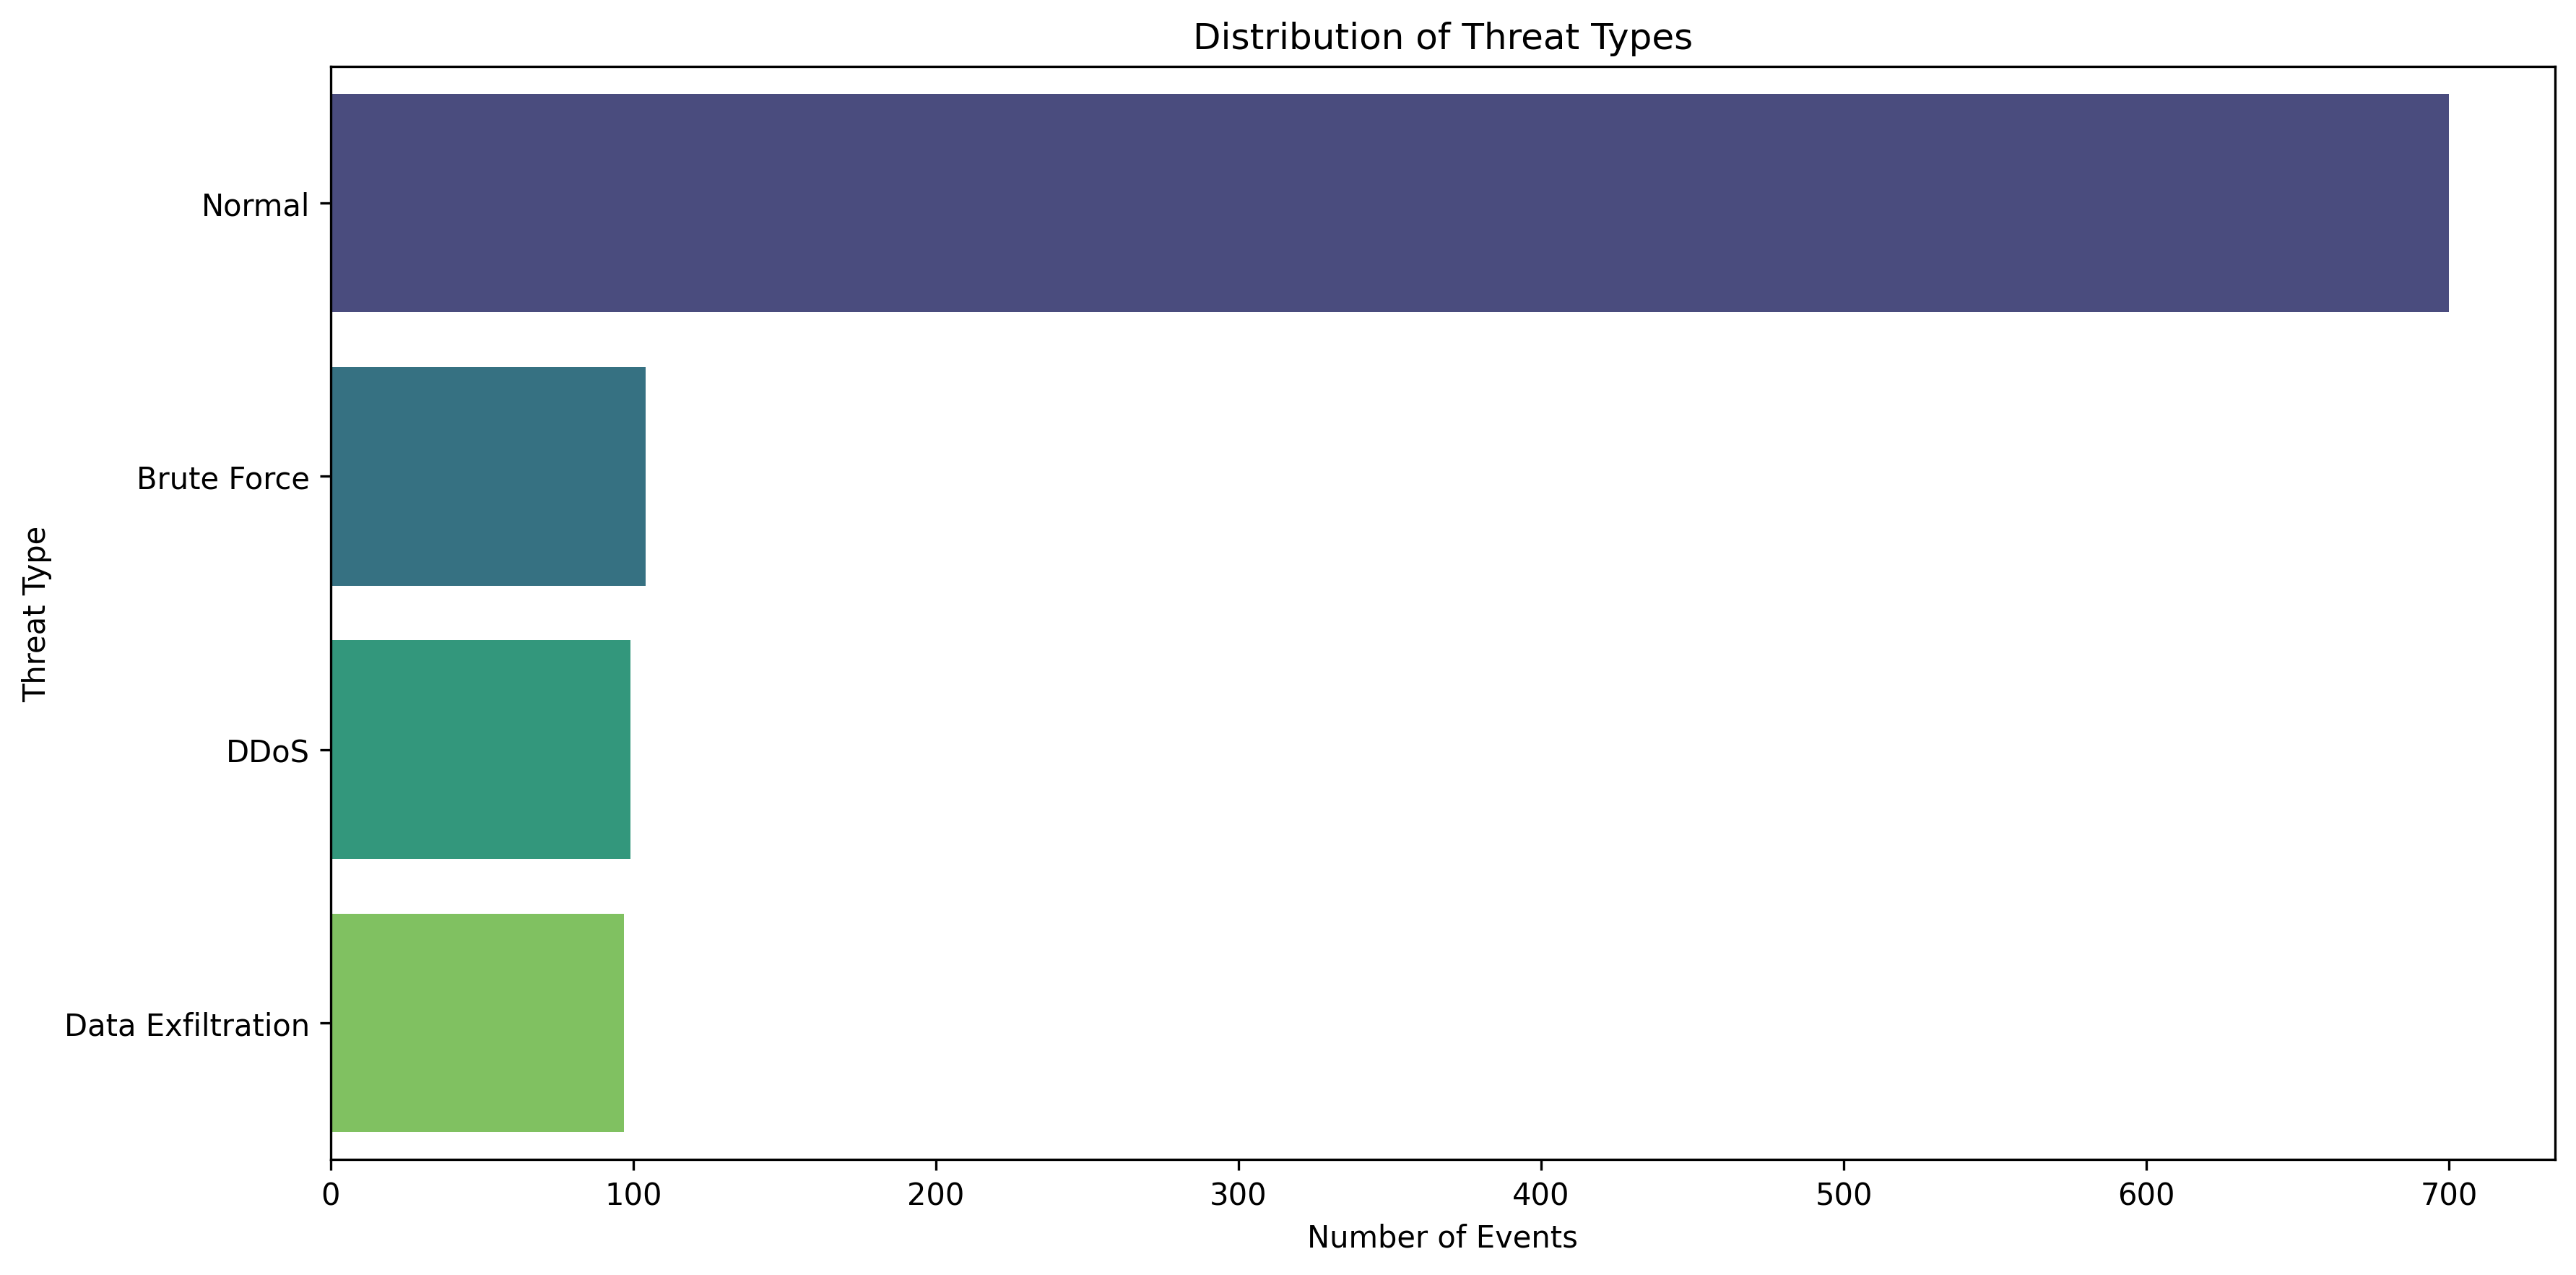 Distribution of Threat Types
Threat Type
Normal
Brute Force
DDoS
Data Exfiltration
0 100 200 300 400 500 600 700
Number of Events